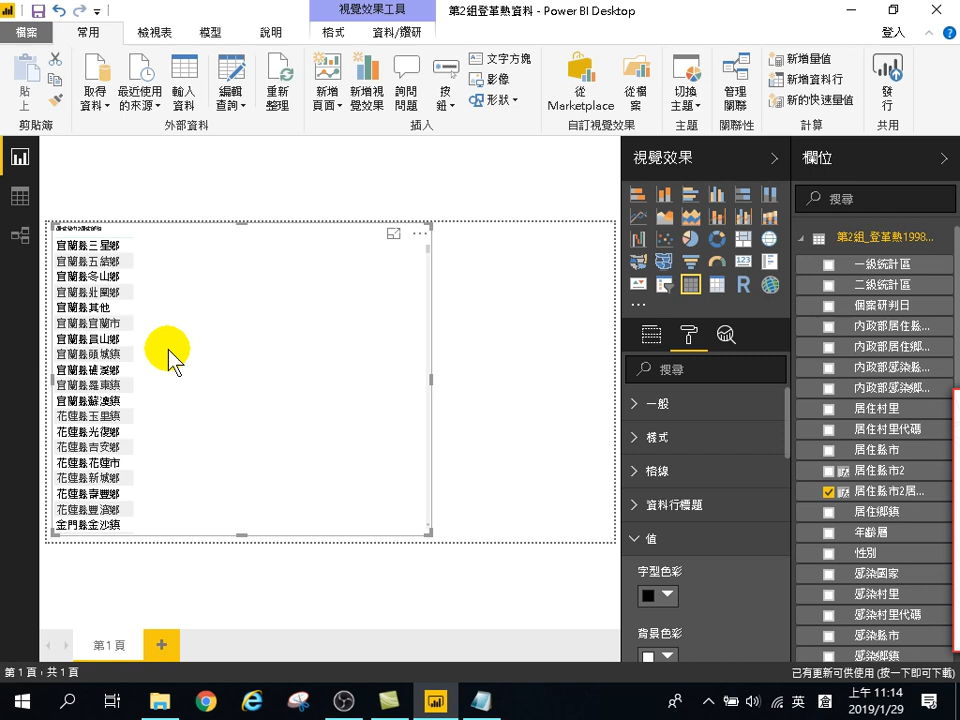 視覺效果工具
第2組登革熱資料 - Power BI Desktop
檔案
常用
檢視表
模型
說明
格式
資料/鑽研
登入
貼上
剪貼簿
取得資料
最近使用的來源
輸入資料
編輯查詢
重新整理
外部資料
新增頁面
新增視覺效果
詢問問題
按鈕
文字方塊
影像
形狀
插入
從 Marketplace
從檔案
自訂視覺效果
切換主題
主題
管理關聯
關聯性
新增量值
新增資料行
新的快速量值
計算
發行
共用
宜蘭縣三星鄉
宜蘭縣五結鄉
宜蘭縣冬山鄉
宜蘭縣壯圍鄉
宜蘭縣其他
宜蘭縣宜蘭市
宜蘭縣員山鄉
宜蘭縣頭城鎮
宜蘭縣礁溪鄉
宜蘭縣羅東鎮
宜蘭縣蘇澳鎮
花蓮縣玉里鎮
花蓮縣光復鄉
花蓮縣吉安鄉
花蓮縣花蓮市
花蓮縣新城鄉
花蓮縣壽豐鄉
花蓮縣豐濱鄉
金門縣金沙鎮
視覺效果
搜尋
一般
樣式
格線
資料行標題
值
字型色彩
背景色彩
欄位
搜尋
第2組_登革熱1998...
一級統計區
二級統計區
個案研判日
內政部居住縣...
內政部居住鄉...
內政部感染縣...
內政部感染鄉...
居住村里
居住村里代碼
居住縣市
居住縣市2
居住縣市2居...
居住鄉鎮
年齡層
性別
感染國家
感染村里
感染村里代碼
感染縣市
感染鄉鎮
第1頁
第 1 頁，共 1 頁
已有更新可供使用 (按一下即可下載)
英
上午 11:14
2019/1/29